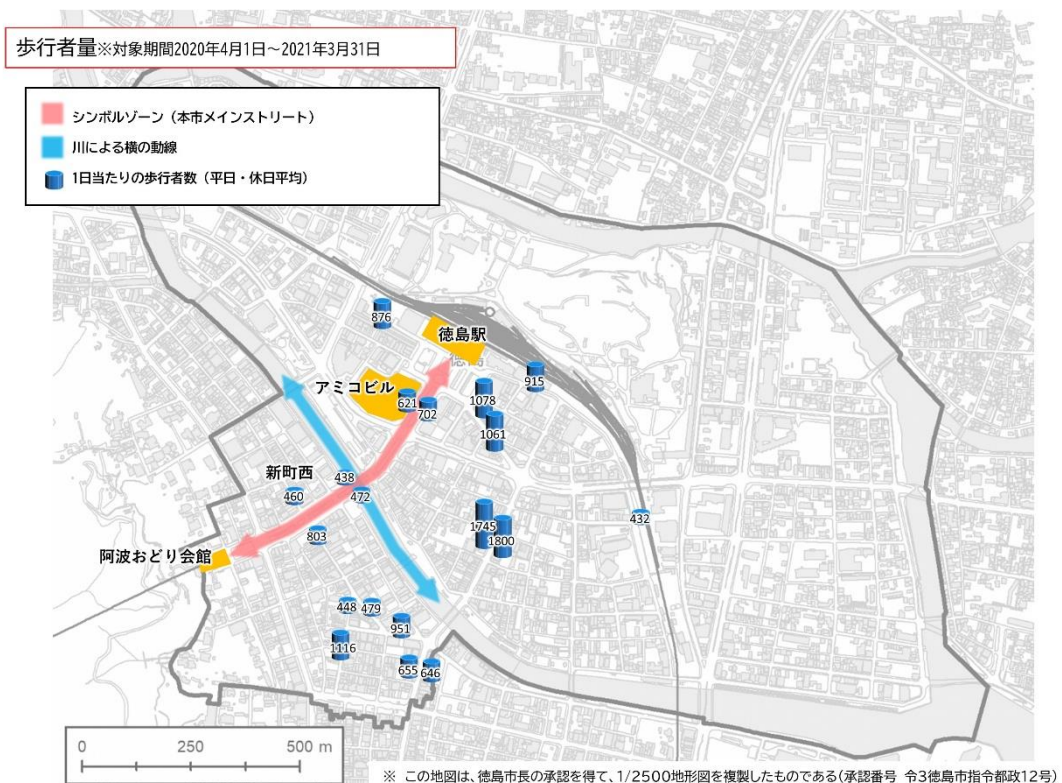 歩行者量※対象期間2020年4月1日～2021年3月31日
シンボルゾーン（本市メインストリート）
川による横の動線
1日当たりの歩行者数（平日・休日平均）
876
徳島駅
徳島
915
アミコビル
621
702
1078
1061
新町西
438
460
472
803
1745
1800
432
阿波おどり会館
448
479
951
1116
655
646
0 250 500 m
※ この地図は、徳島市長の承認を得て、1/2500地形図を複製したものである(承認番号 令3徳島市指令都政12号)